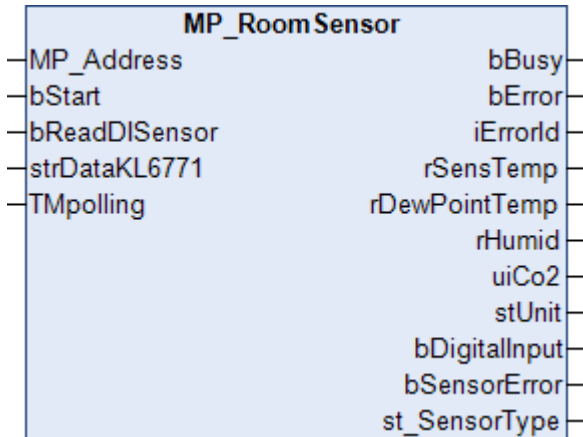 MP_RoomSensor
MP_Address bBusy
bStart bError
bReadDISensor iErrorId
strDataKL6771 rSensTemp
TMpolling rDewPointTemp
rHumid
uiCo2
stUnit
bDigitalInput
bSensorError
st_SensorType